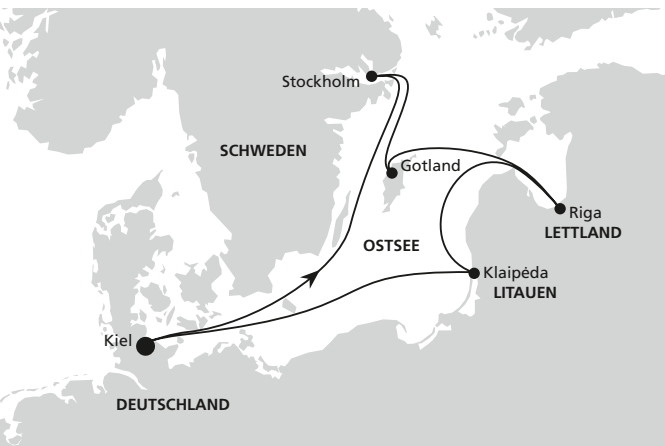 Stockholm
SCHWEDEN
Gotland
Riga
LETTLAND
OSTSEE
Klaipėda
LITAUEN
Kiel
DEUTSCHLAND